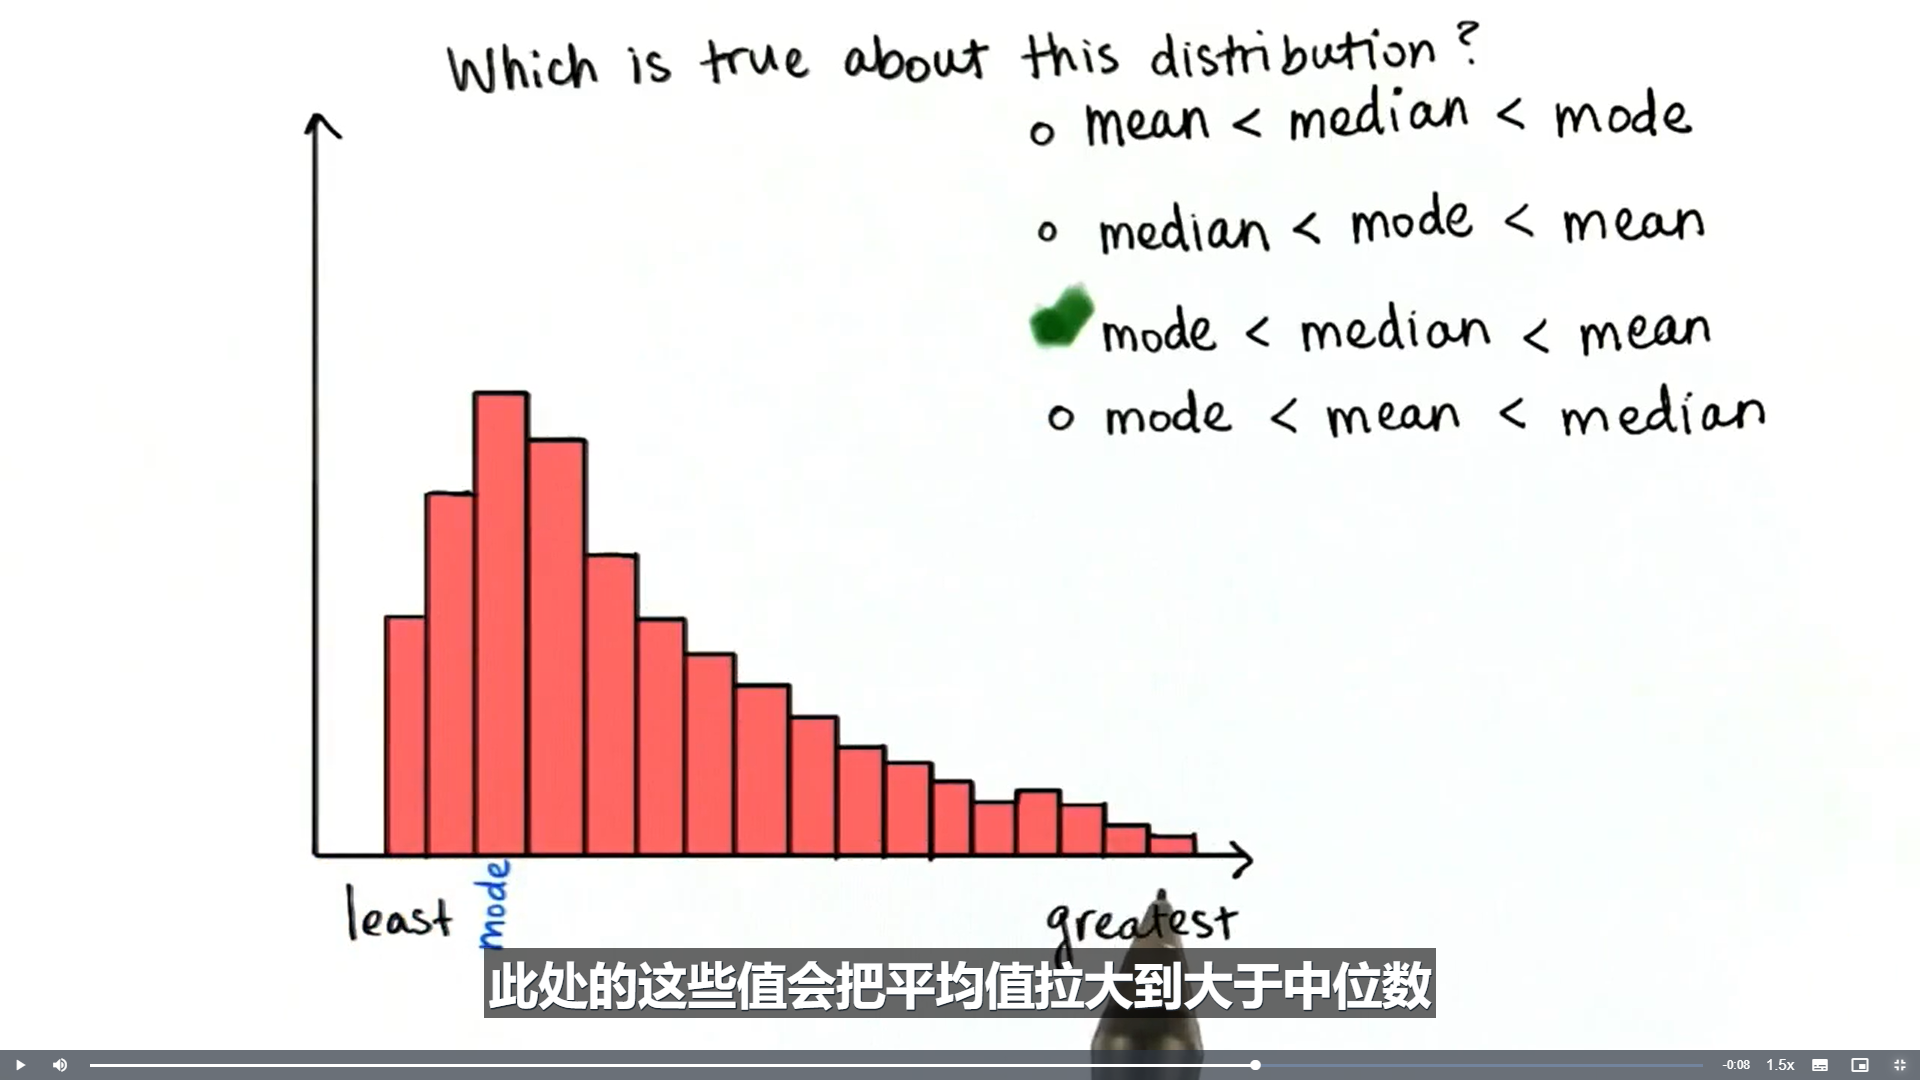 Which is true about this distribution?
o mean < median < mode
o median < mode < mean
mode < median < mean
o mode < mean < median
mode
least
greatest
此处的这些值会把平均值拉大到大于中位数
-0:08 1.5x